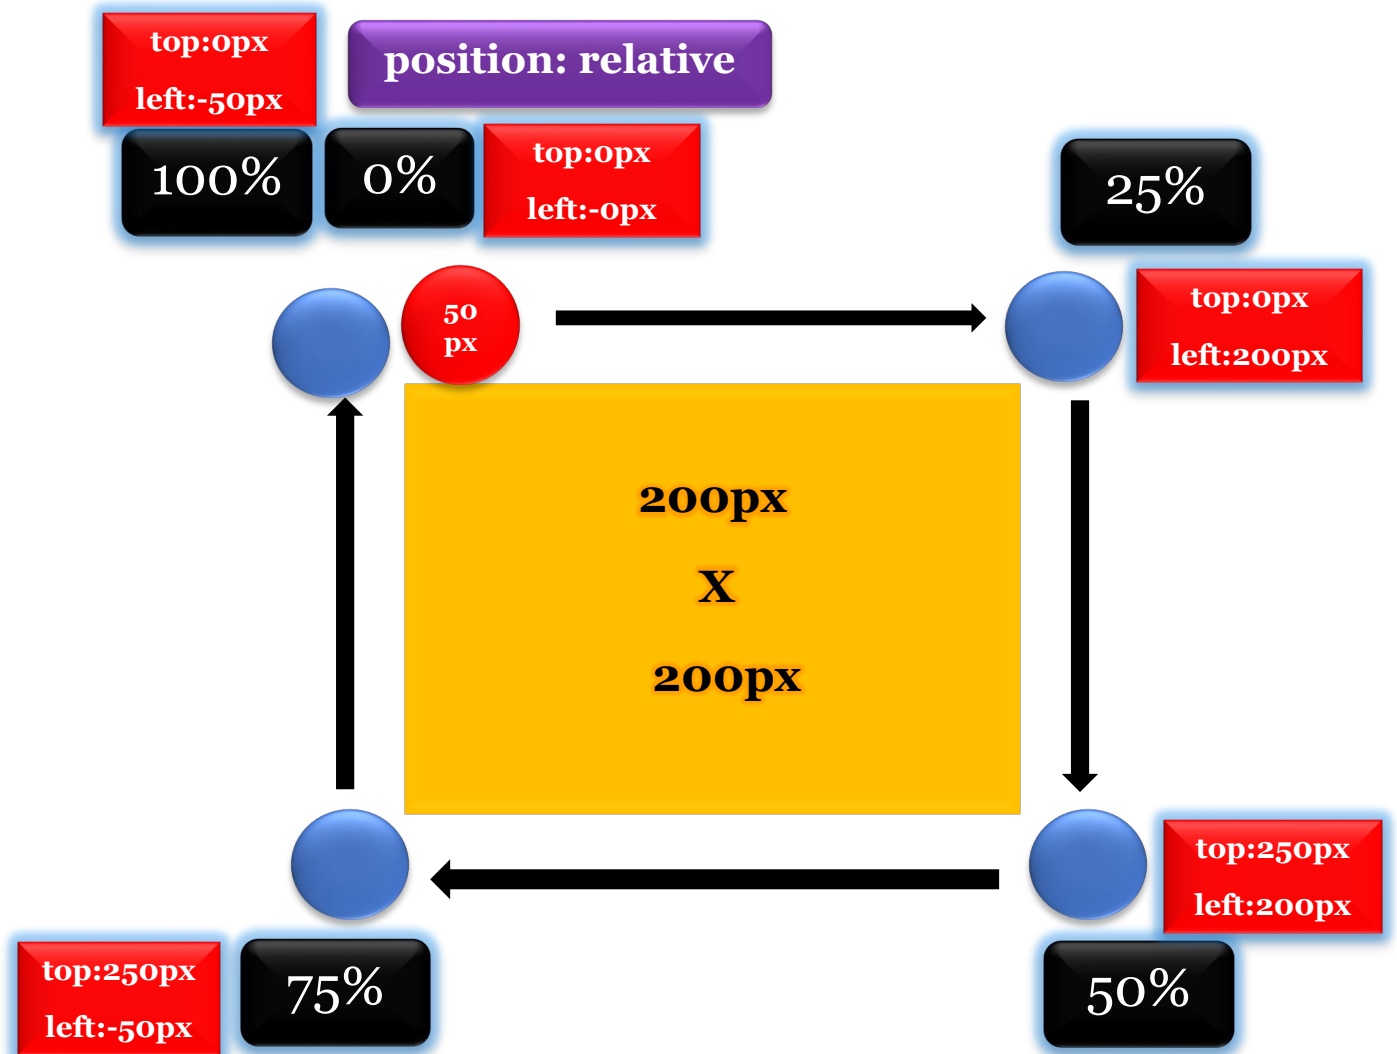 top:0px
left:-50px
position: relative
100%
0%
top:0px
left:-0px
25%
50
px
top:0px
left:200px
200px
X
200px
top:250px
left:200px
top:250px
left:-50px
75%
50%